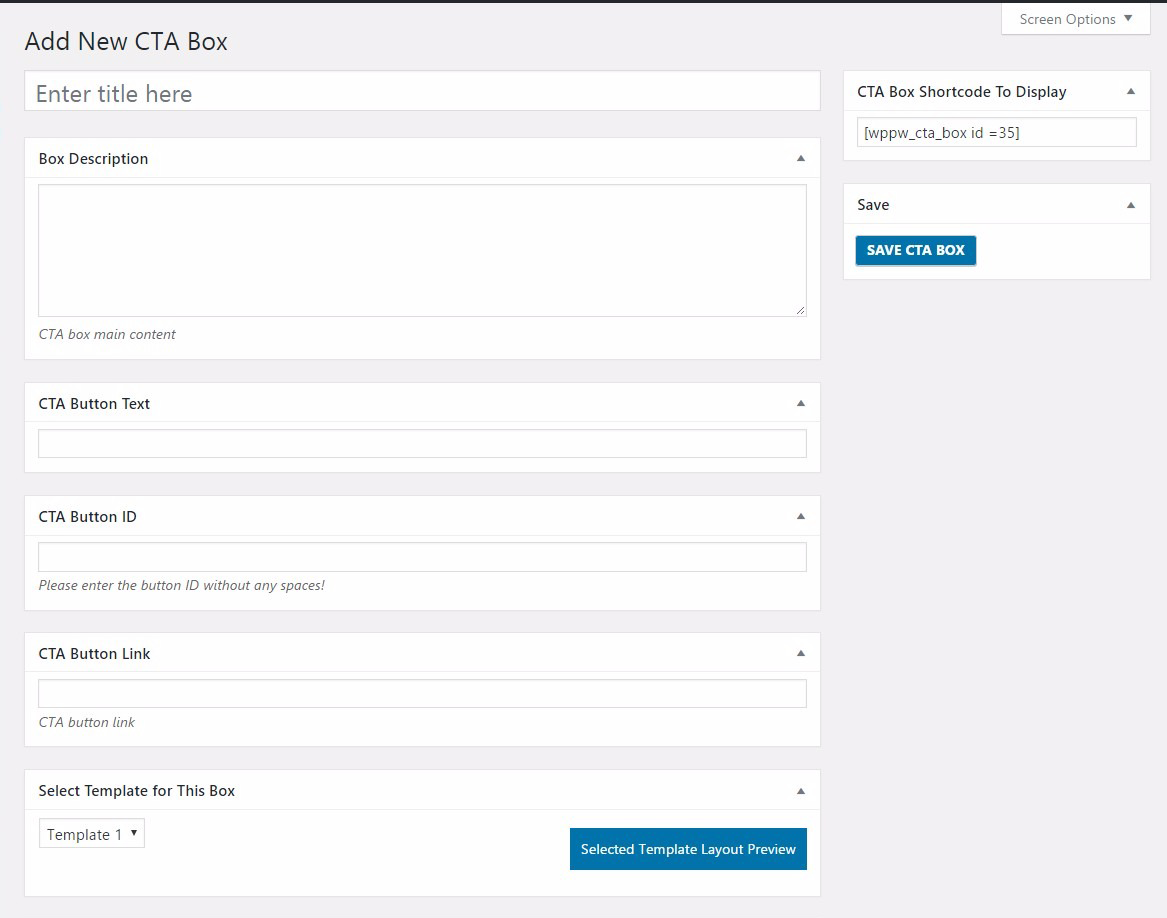 Screen Options
Add New CTA Box
Enter title here
Box Description
CTA box main content
CTA Button Text
CTA Button ID
Please enter the button ID without any spaces!
CTA Button Link
CTA button link
Select Template for This Box
Template 1
Selected Template Layout Preview
CTA Box Shortcode To Display
[wppw_cta_box id =35]
Save
SAVE CTA BOX